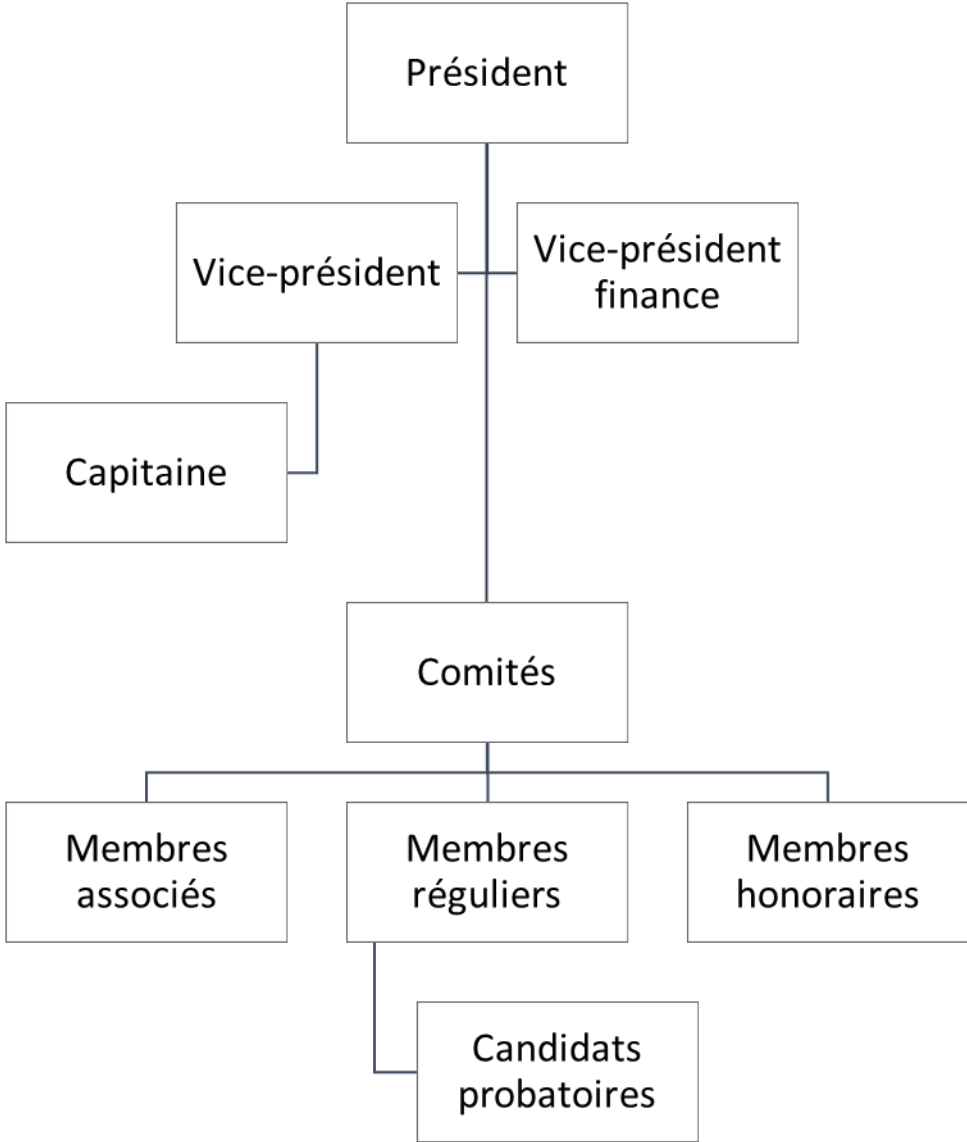 Président
Vice-président
Vice-président
finance
Capitaine
Comités
Membres
associés
Membres
réguliers
Membres
honoraires
Candidats
probatoires